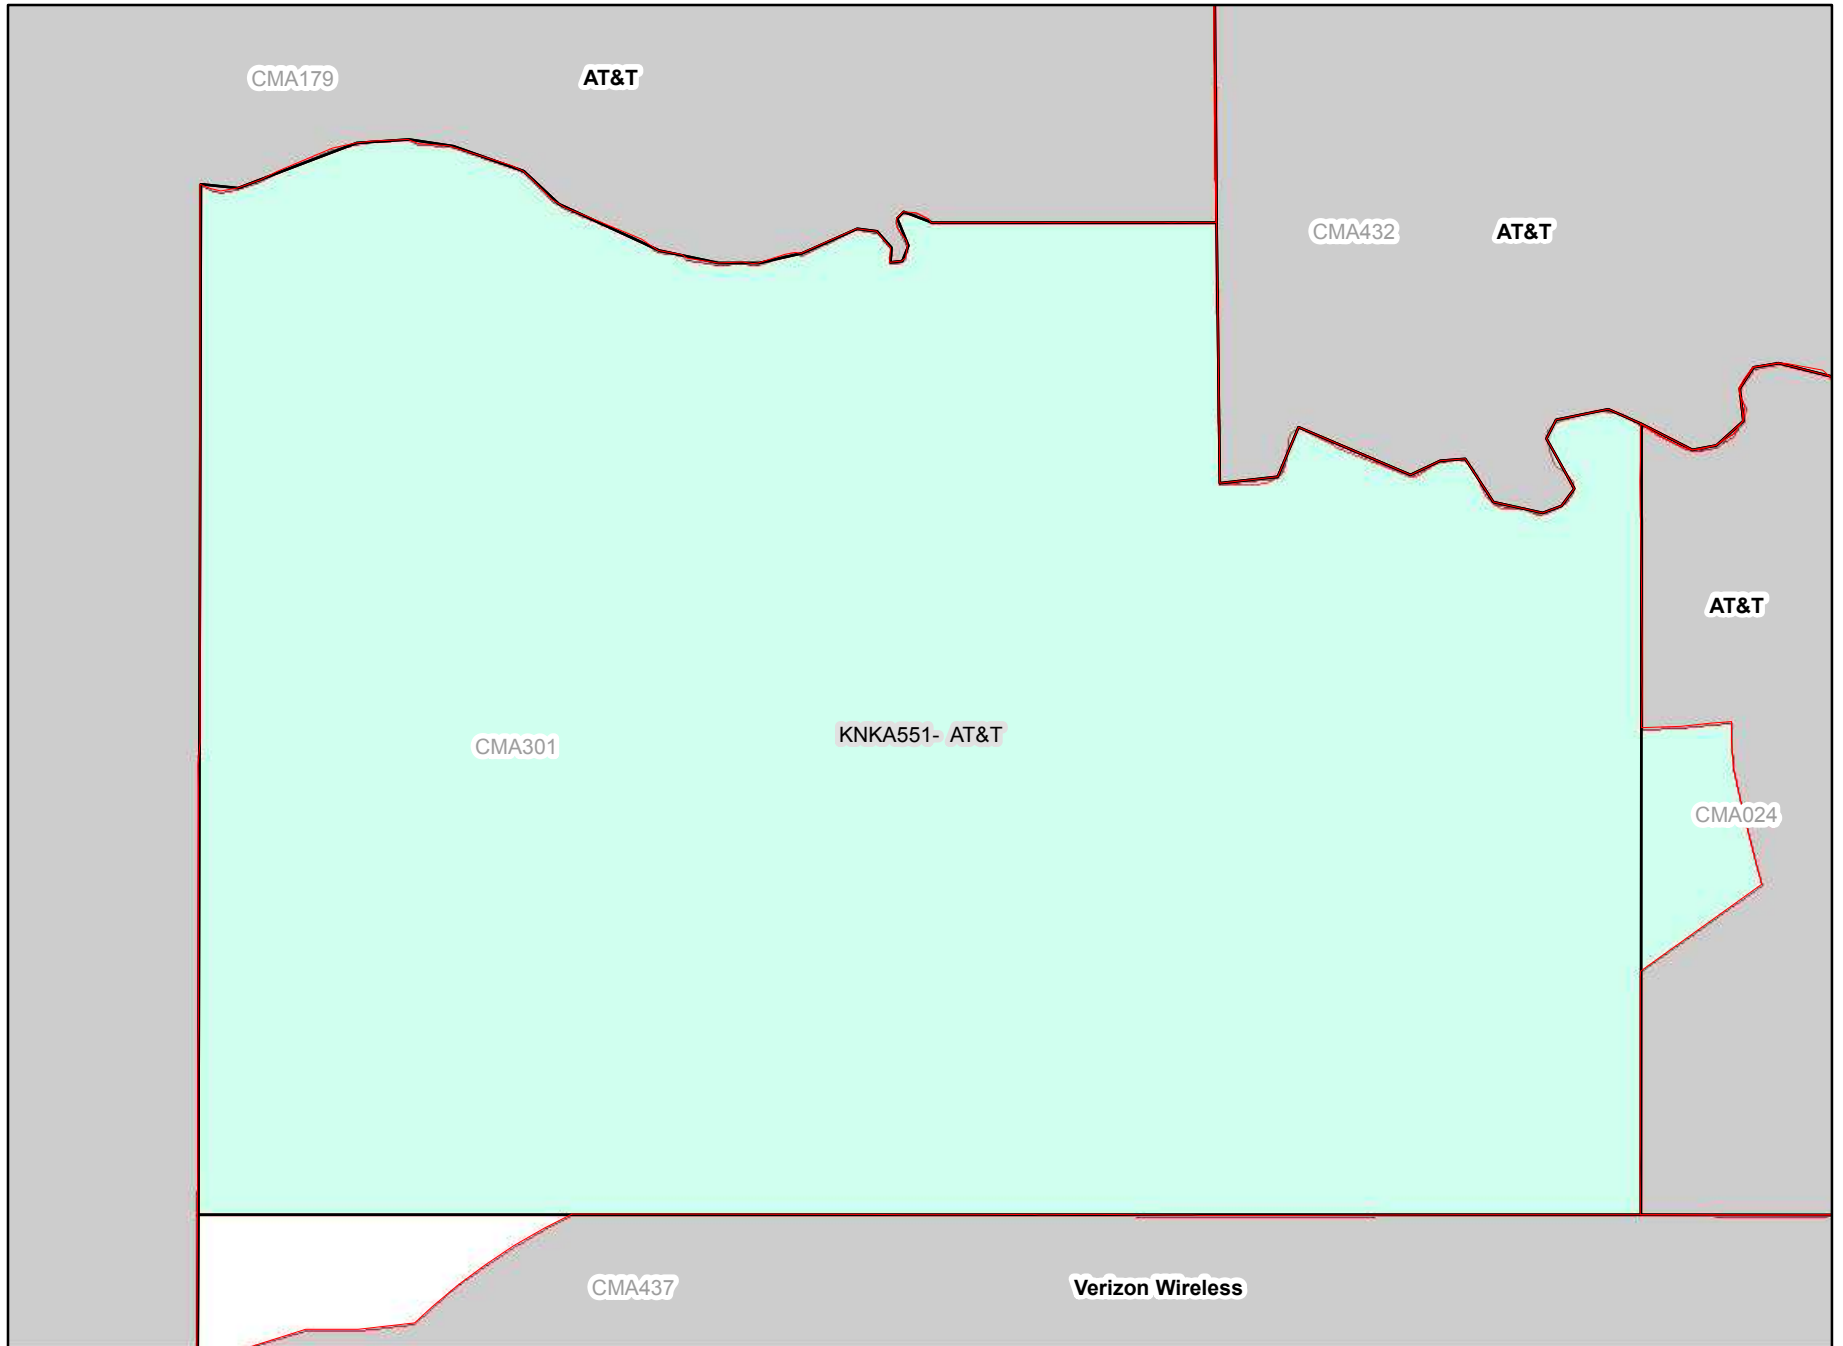 CMA179 AT&T
CMA432 AT&T
AT&T
CMA301 KNKA551- AT&T
CMA024
CMA437 Verizon Wireless